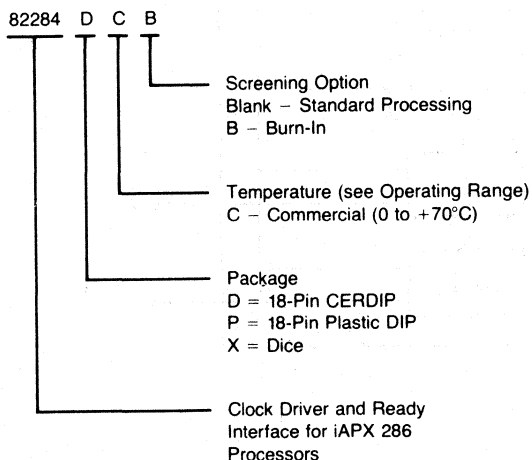 82284 D C B
Screening Option
Blank – Standard Processing
B – Burn-In
Temperature (see Operating Range)
C – Commercial (0 to +70°C)
Package
D = 18-Pin CERDIP
P = 18-Pin Plastic DIP
X = Dice
Clock Driver and Ready
Interface for iAPX 286
Processors